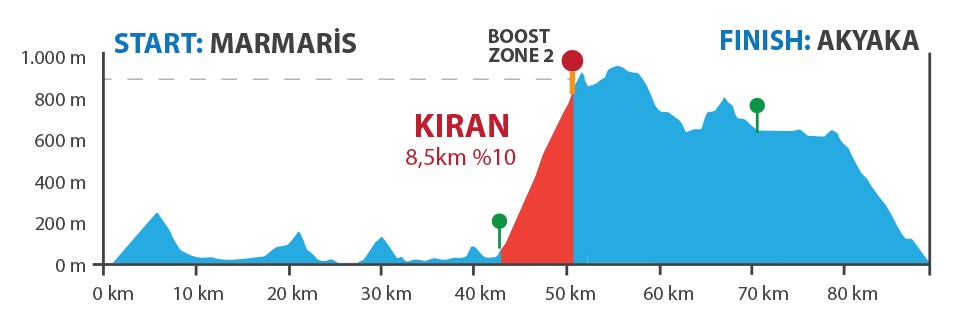 START: MARMARİS
BOOST
ZONE 2
FINISH: AKYAKA
1.000 m
800 m
600 m
400 m
200 m
0 m
KIRAN
8,5km %10
0 km
10 km
20 km
30 km
40 km
50 km
60 km
70 km
80 km